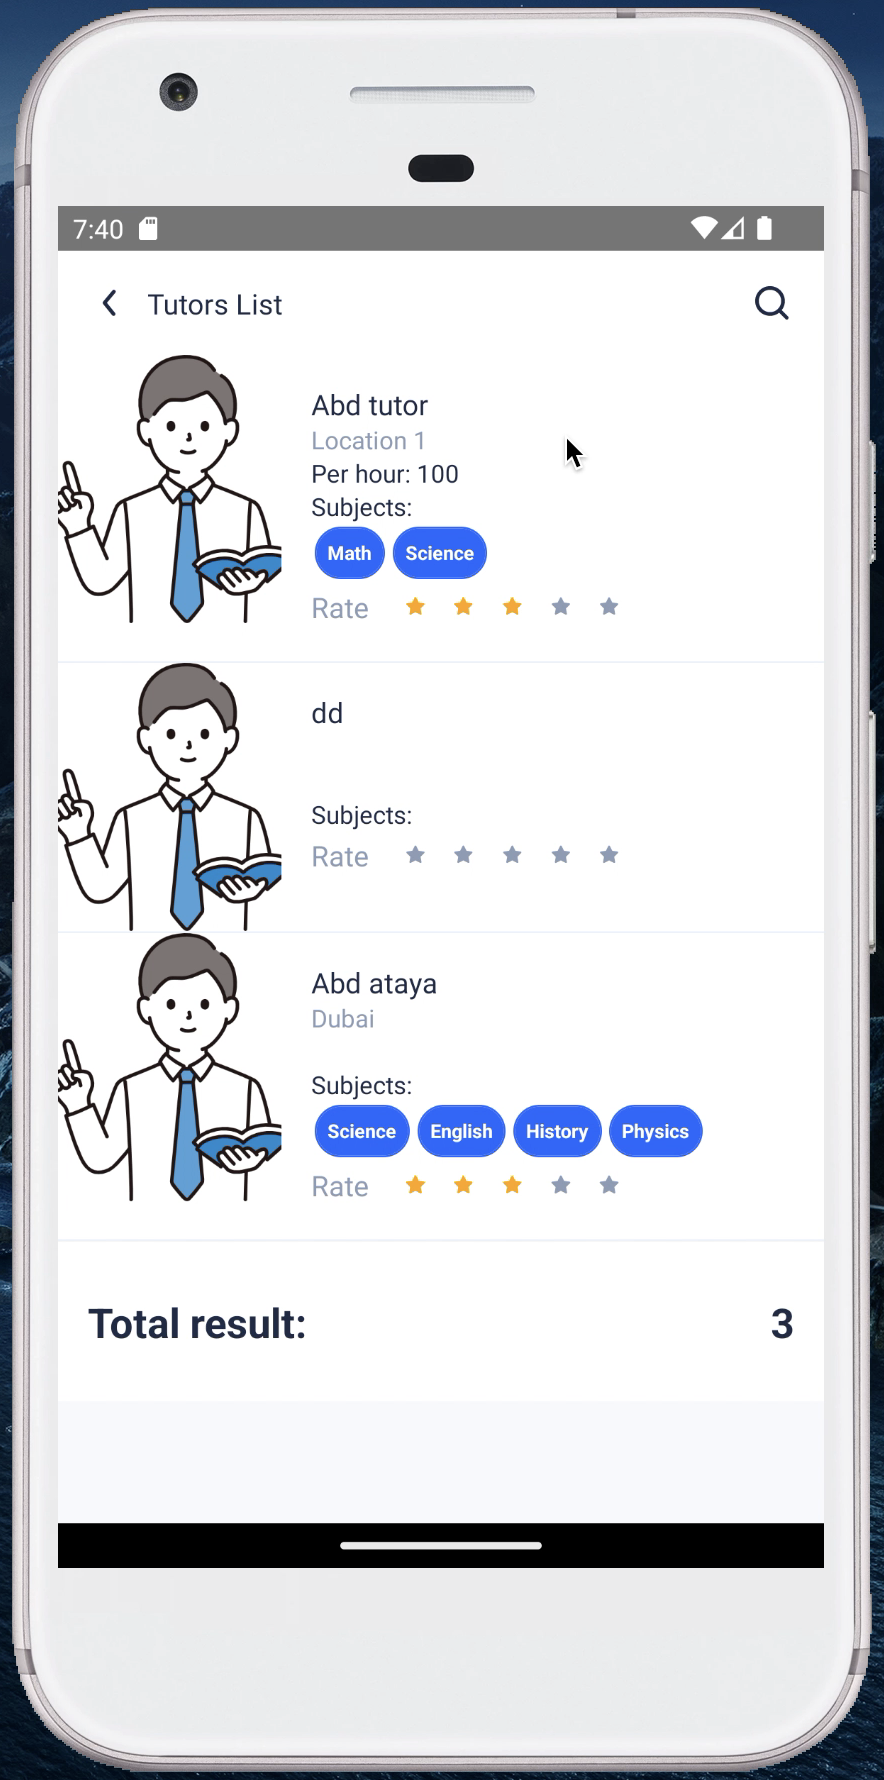 7:40
Tutors List
Abd tutor
Location 1
Per hour: 100
Subjects:
Math Science
Rate
dd
Subjects:
Rate
Abd ataya
Dubai
Subjects:
Science English History Physics
Rate
Total result: 3